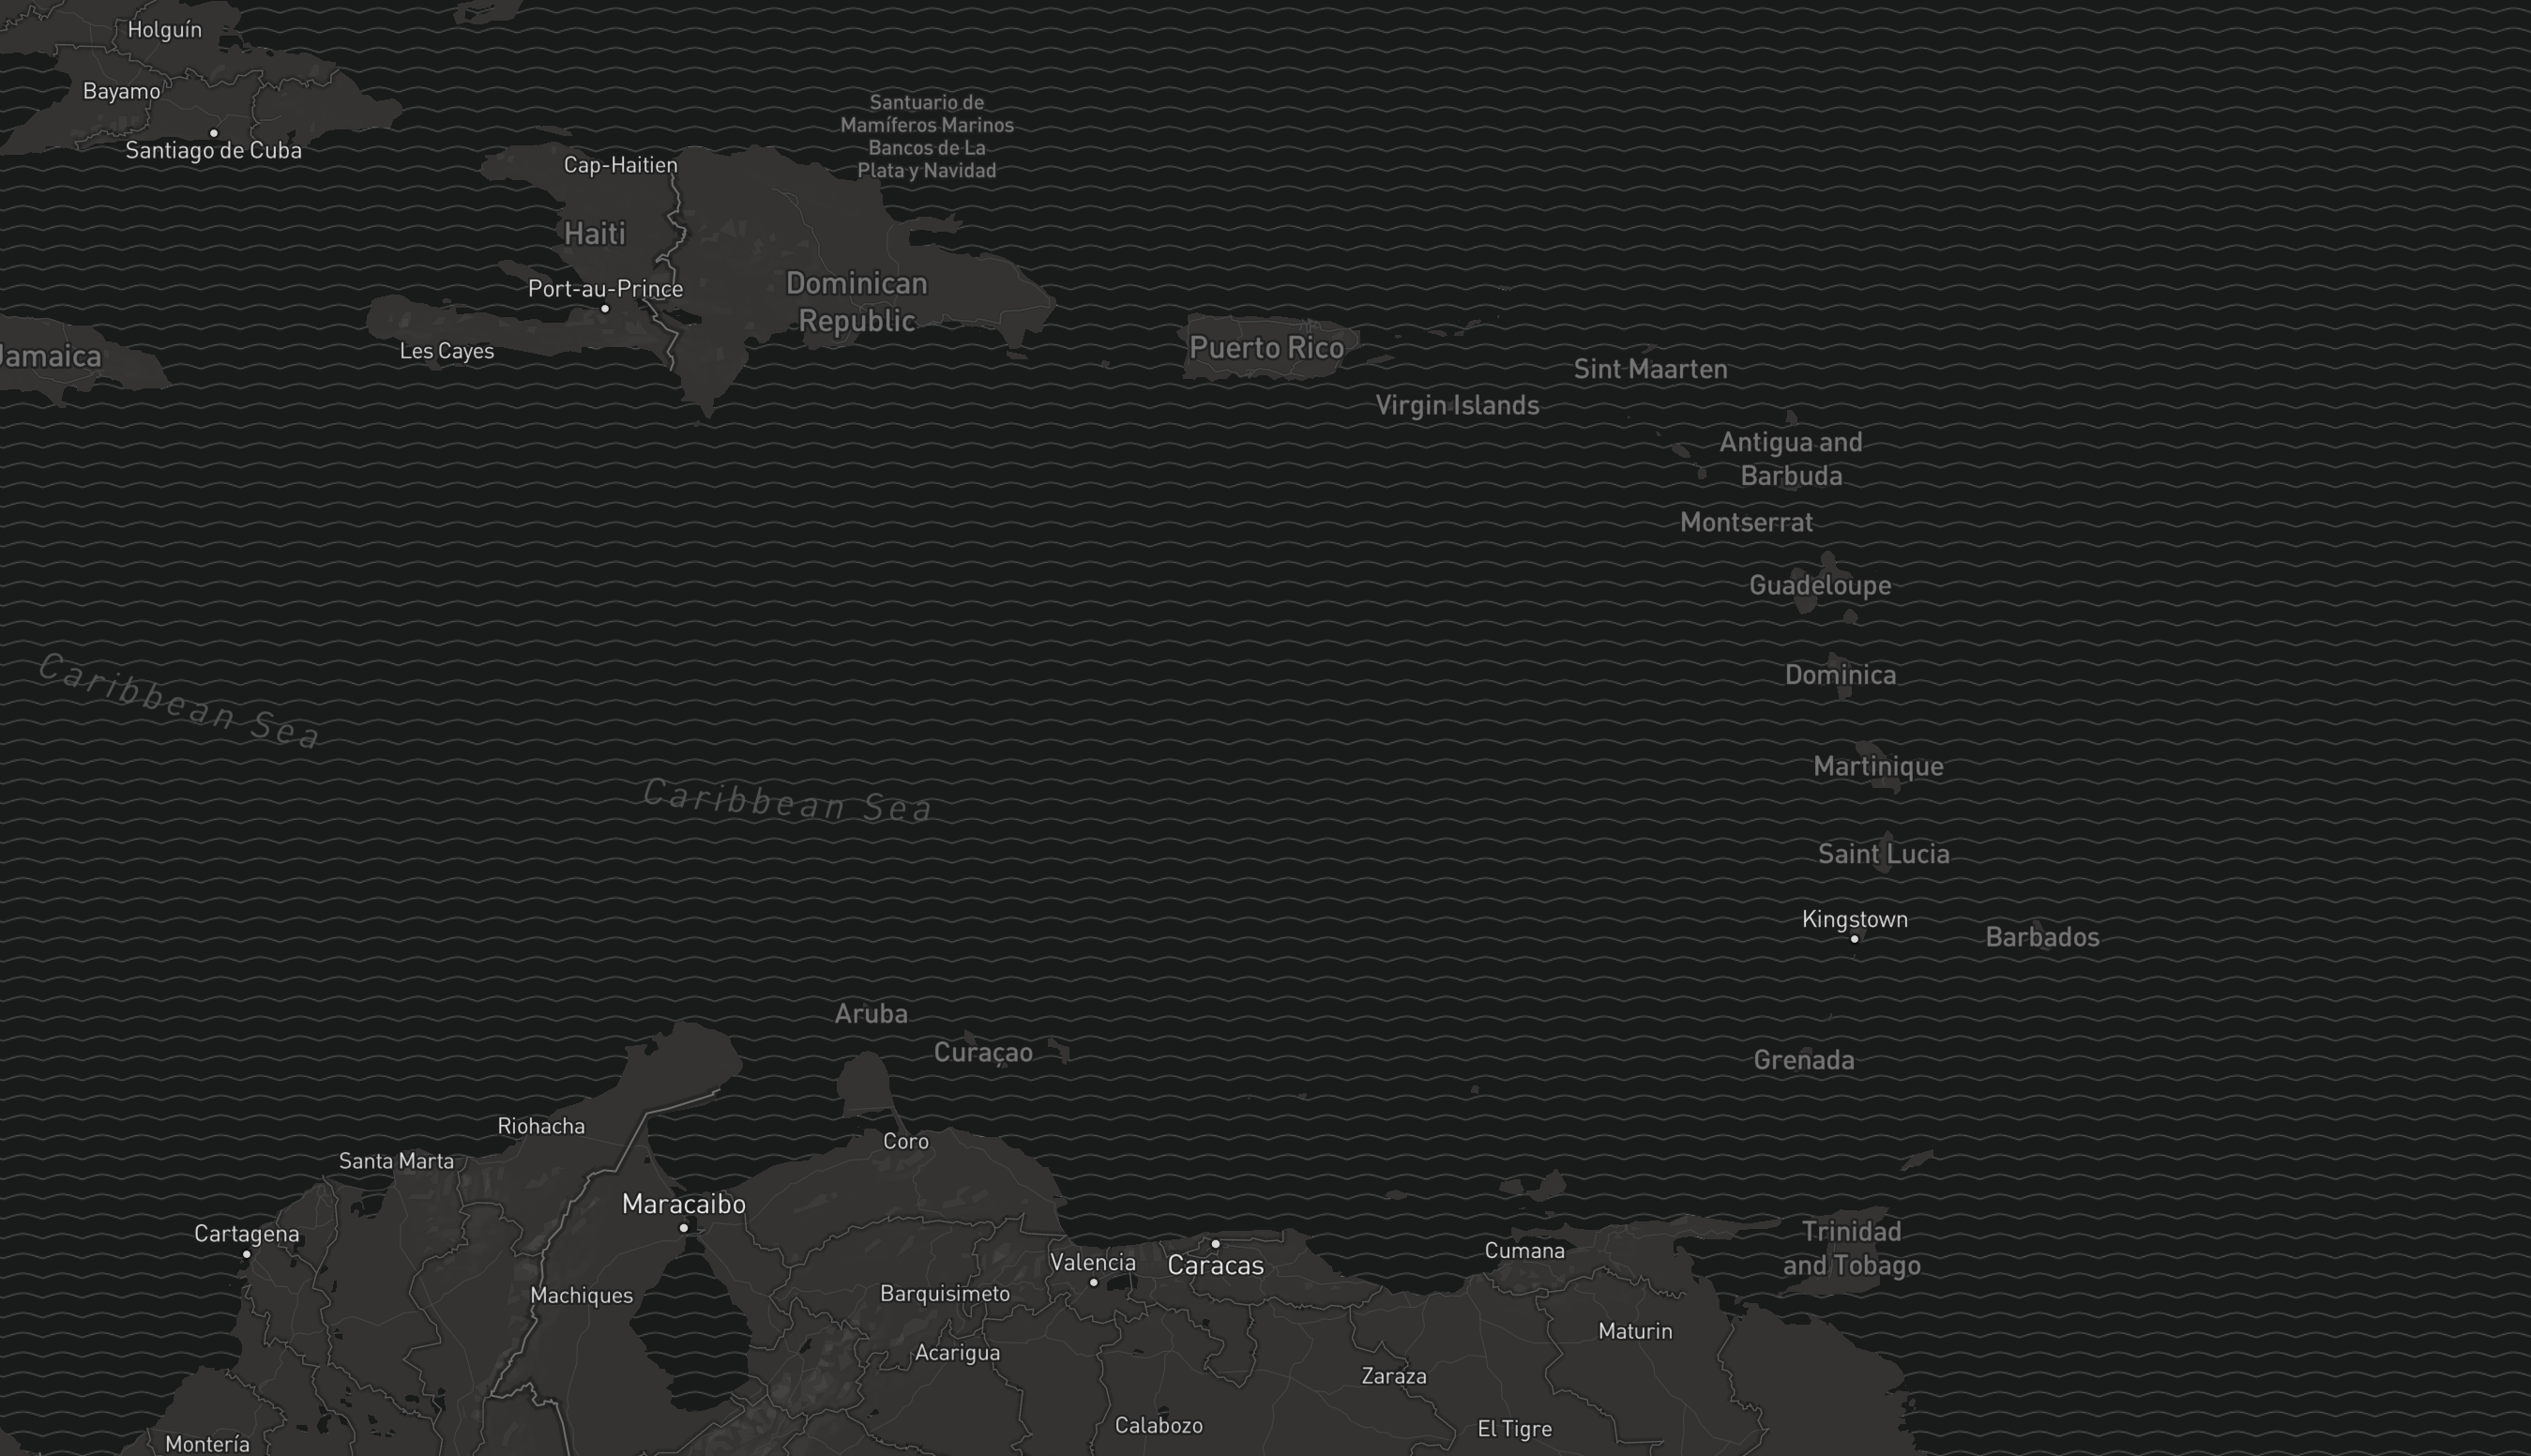 Holguín
Bayamo
Santiago de Cuba
Santuario de
Mamíferos Marinos
Bancos de La
Plata y Navidad
Cap-Haitien
Haiti
Port-au-Prince
Les Cayes
Dominican
Republic
Jamaica
Puerto Rico
Sint Maarten
Virgin Islands
Antigua and
Barbuda
Montserrat
Guadeloupe
Dominica
Caribbean Sea
Martinique
Caribbean Sea
Saint Lucia
Kingstown
Barbados
Aruba
Curaçao
Grenada
Riohacha
Coro
Santa Marta
Maracaibo
Cartagena
Trinidad
and Tobago
Cumana
Valencia
Caracas
Machiques
Barquisimeto
Maturin
Acarigua
Zaraza
Calabozo
El Tigre
Montería